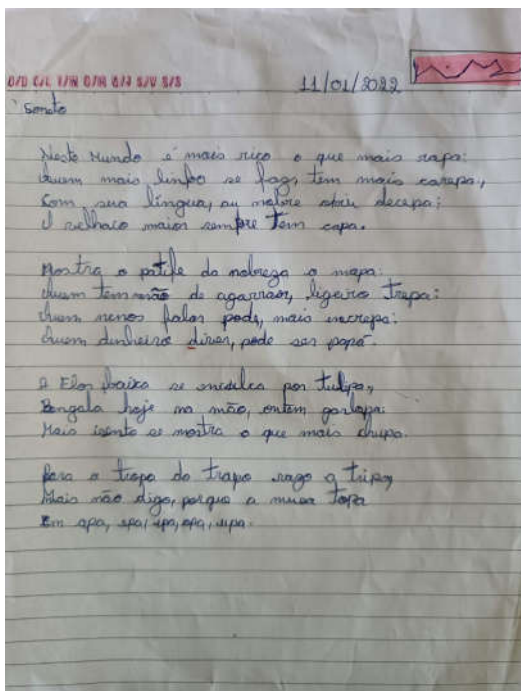 D/D S/L T/M Q/M Q/J S/V S/S
11/01/2022
Soneto
Neste Mundo é mais rico o que mais rapa:
Quem mais limpo se faz, tem mais carepa,
Com sua língua, ao nobre o vil decepa:
O velhaco maior sempre tem capa.
Mostra o patife da nobreza o mapa:
Quem tem mão de agarrar, ligeiro trepa:
Quem menos falar pode, mais increpa:
Quem dinheiro tiver, pode ser papa.
A Flor baixa se inculca por tulipa,
Bengala hoje na mão, ontem garlopa:
Mais isento se mostra o que mais chupa.
Para a tropa do trapo vazo a tripa,
Mais não digo, porque a musa topa
Em apa, epa, ipa, opa, upa.